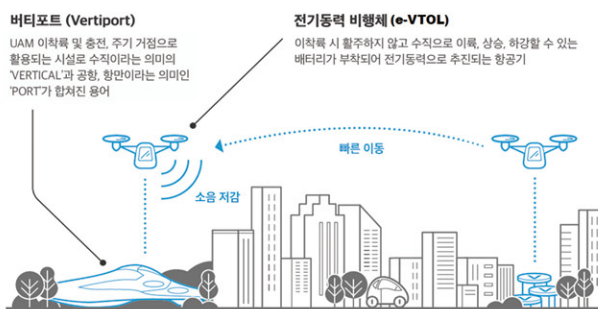 버티포트 (Vertiport)
UAM 이착륙 및 충전, 주기 거점으로
활용되는 시설로 수직이라는 의미의
'VERTICAL'과 공항, 항만이라는 의미인
'PORT'가 합쳐진 용어
전기동력 비행체 (e-VTOL)
이착륙 시 활주하지 않고 수직으로 이륙, 상승, 하강할 수 있는
배터리가 부착되어 전기동력으로 추진되는 항공기
빠른 이동
소음 저감